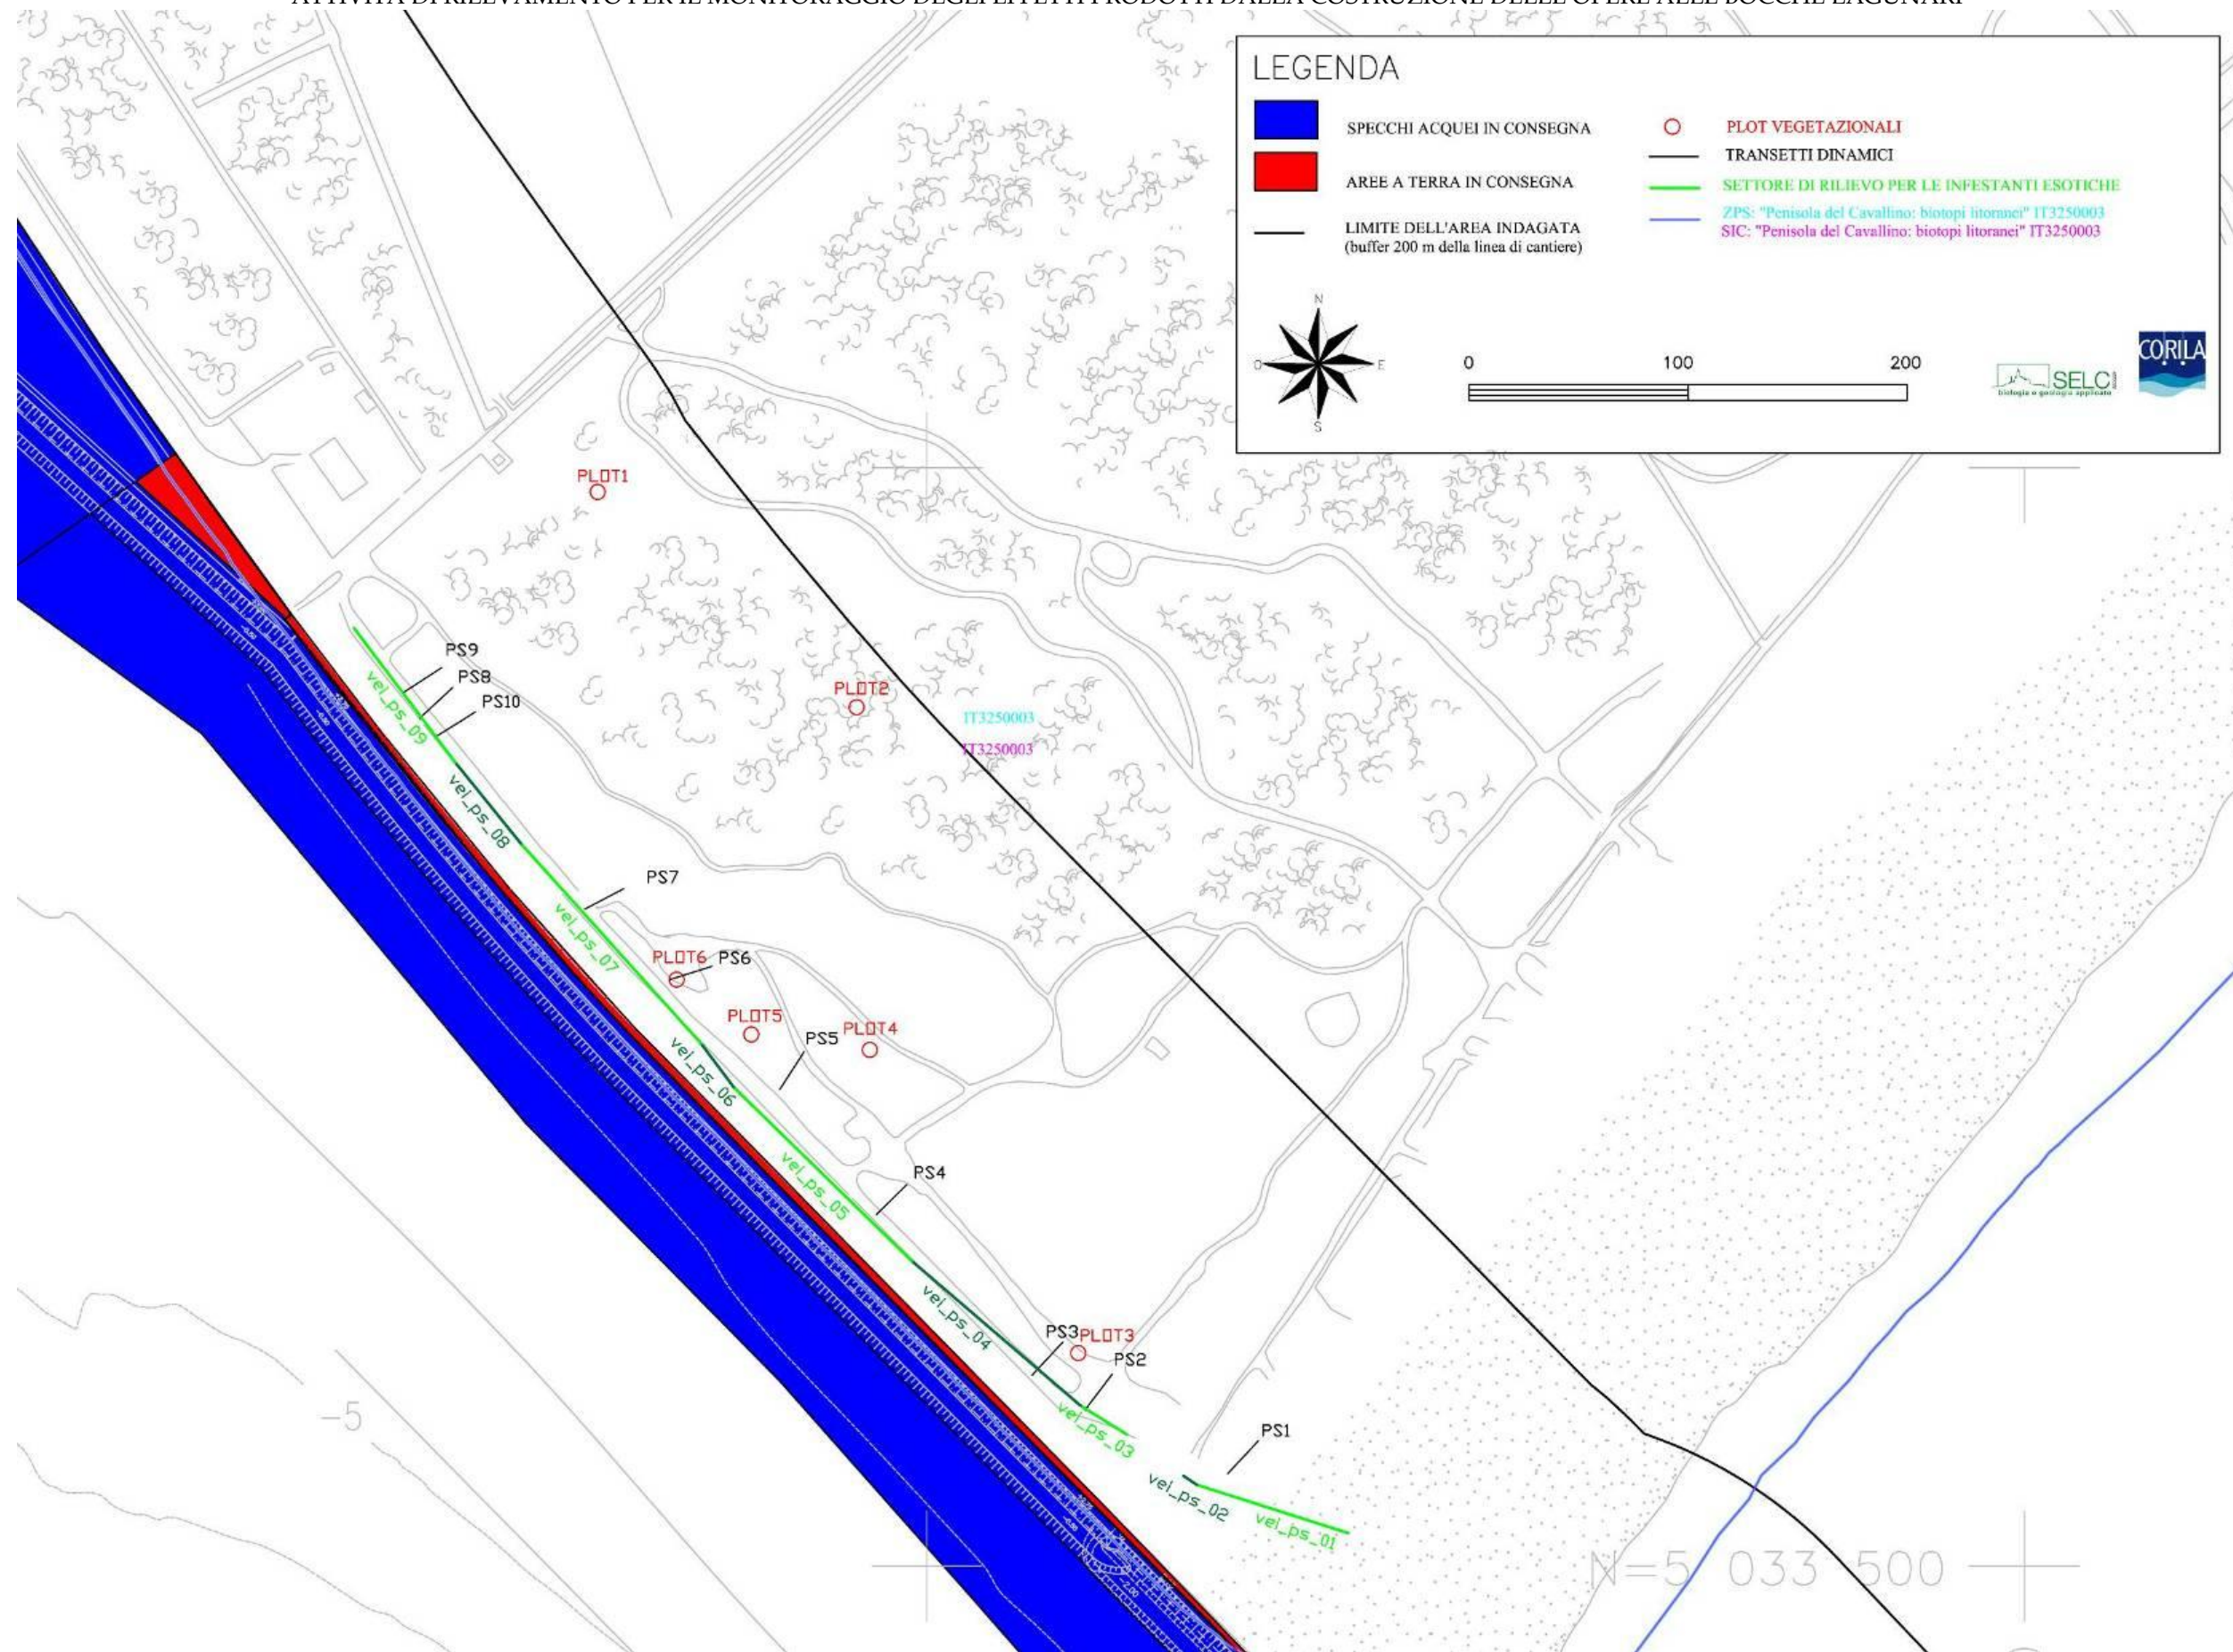 ATTIVITÀ DI RILEVAMENTO PER IL MONITORAGGIO DEGLI EFFETTI PRODOTTI DALLA COSTRUZIONE DELLE OPERE ALLE BOCCHE LAGUNARI
LEGENDA
SPECCHI ACQUEI IN CONSEGNA
AREE A TERRA IN CONSEGNA
LIMITE DELL'AREA INDAGATA
(buffer 200 m della linea di cantiere)
PLOT VEGETAZIONALI
TRANSETTI DINAMICI
SETTORE DI RILIEVO PER LE INFESTANTI ESOTICHE
ZPS: "Penisola del Cavallino: biotopi litoranei" IT3250003
SIC: "Penisola del Cavallino: biotopi litoranei" IT3250003
N
O
E
S
0
100
200
SELC
biologia e geologia applicate
CORILA
PLOT1
PS9
PS8
PS10
vel_ps_09
PLOT2
IT3250003
IT3250003
vel_ps_08
PS7
vel_ps_07
PLOT6
PS6
PLOT5
PS5
PLOT4
vel_ps_06
vel_ps_05
PS4
vel_ps_04
PS3
PLOT3
PS2
vel_ps_03
-5
PS1
vel_ps_02
vel_ps_01
N=5 033 500